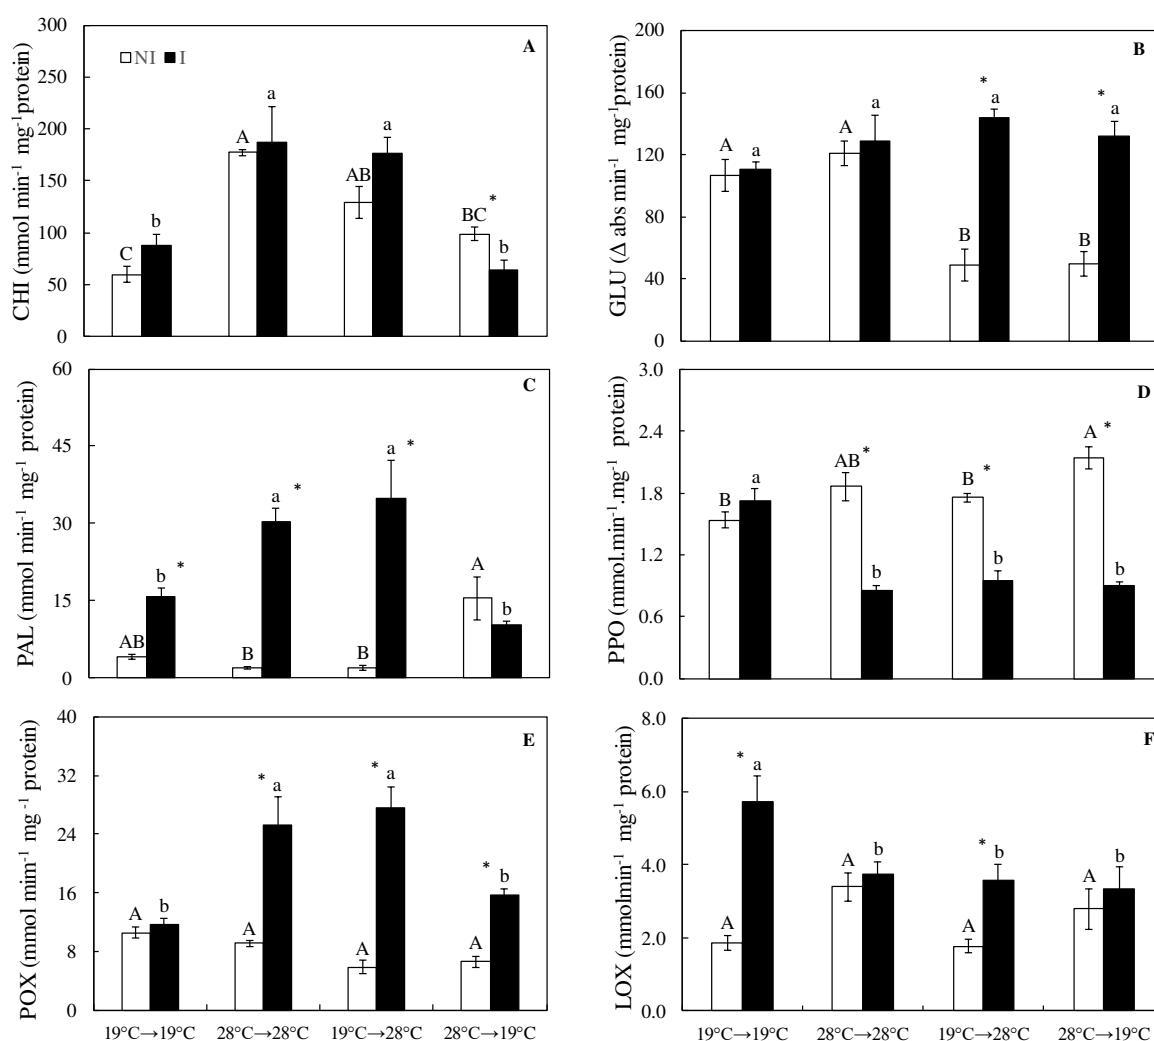 A
NI I
CHI (mmol min⁻¹ mg⁻¹protein)
300
250
200
150
100
50
0
C b A a AB a BC * b
B
GLU (Δ abs min⁻¹ mg⁻¹protein)
200
160
120
80
40
0
A a A a B * a B * a
C
PAL (mmol min⁻¹ mg⁻¹ protein)
60
45
30
15
0
AB b * B a * B a * A b
D
PPO (mmol.min⁻¹.mg⁻¹ protein)
3.0
2.4
1.8
1.2
0.6
0.0
B a AB * b B * b A * b
E
POX (mmol mim⁻¹ mg⁻¹ protein)
40
32
24
16
8
0
A b A * a A * a A * b
19°C→19°C 28°C→28°C 19°C→28°C 28°C→19°C
F
LOX (mmolmin⁻¹ mg⁻¹ protein)
8.0
6.0
4.0
2.0
0.0
A * a A b A * b A b
19°C→19°C 28°C→28°C 19°C→28°C 28°C→19°C